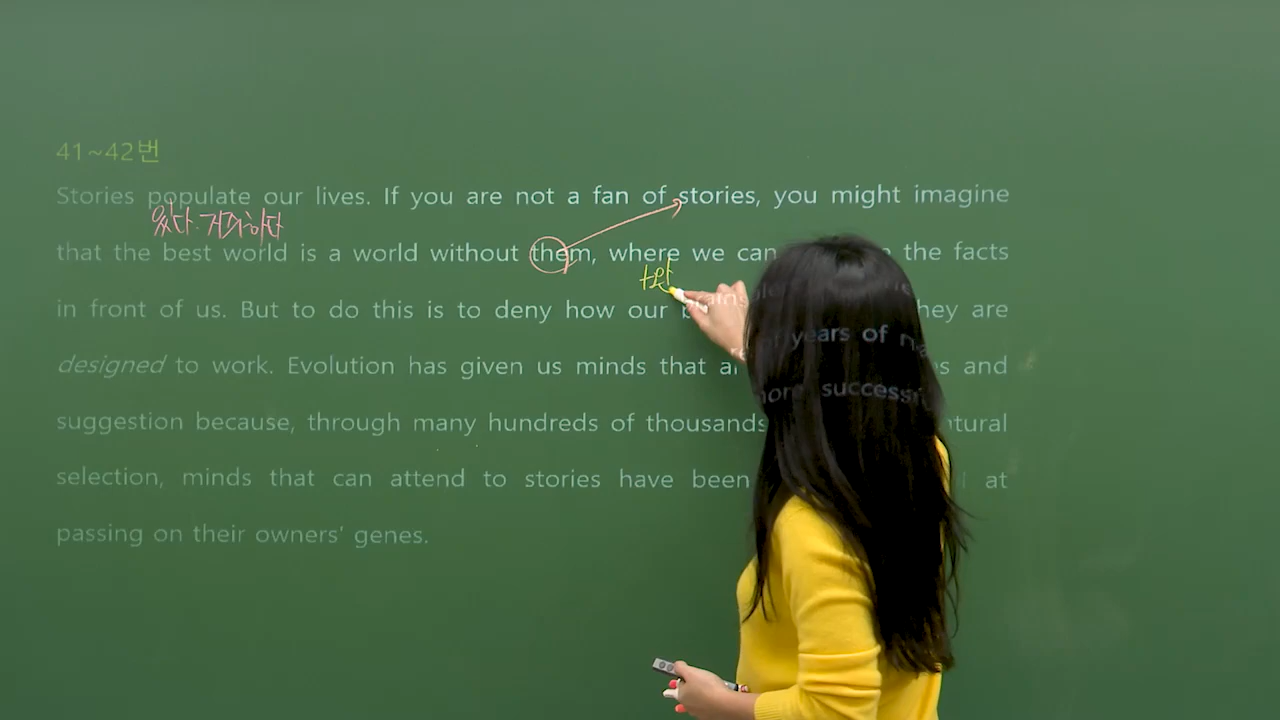 41~42번
Stories populate our lives. If you are not a fan of stories, you might imagine
있다. 거주하다
that the best world is a world without them, where we can the facts
in front of us. But to do this is to deny how our they are
designed to work. Evolution has given us minds that and
suggestion because, through many hundreds of thousands years of natural
selection, minds that can attend to stories have been more successful at
passing on their owners' genes.